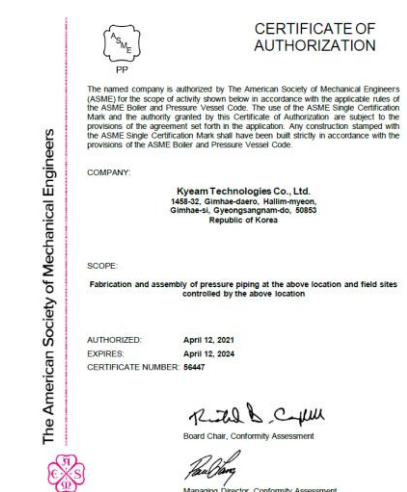 CERTIFICATE OF
AUTHORIZATION
ASME
PP
The named company is authorized by The American Society of Mechanical Engineers
(ASME) for the scope of activity shown below in accordance with the applicable rules of
the ASME Boiler and Pressure Vessel Code. The use of the ASME Single Certification
Mark and the authority granted by this Certificate of Authorization are subject to the
provisions of the agreement set forth in the application. Any construction stamped with
the ASME Single Certification Mark shall have been built strictly in accordance with the
provisions of the ASME Boiler and Pressure Vessel Code.
COMPANY:
Kyeam Technologies Co., Ltd.
1458-32, Gimhae-daero, Hallim-myeon,
Gimhae-si, Gyeongsangnam-do, 50853
Republic of Korea
SCOPE:
Fabrication and assembly of pressure piping at the above location and field sites
controlled by the above location
AUTHORIZED: April 12, 2021
EXPIRES: April 12, 2024
CERTIFICATE NUMBER: 56447
Board Chair, Conformity Assessment
Managing Director, Conformity Assessment
The American Society of Mechanical Engineers